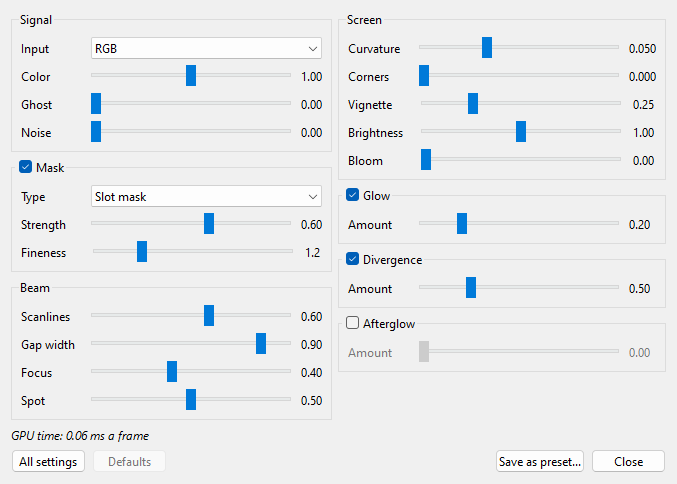 Signal
Input RGB
Color 1.00
Ghost 0.00
Noise 0.00
Mask
Type Slot mask
Strength 0.60
Fineness 1.2
Beam
Scanlines 0.60
Gap width 0.90
Focus 0.40
Spot 0.50
Screen
Curvature 0.050
Corners 0.000
Vignette 0.25
Brightness 1.00
Bloom 0.00
Glow
Amount 0.20
Divergence
Amount 0.50
Afterglow
Amount 0.00
GPU time: 0.06 ms a frame
All settings Defaults Save as preset... Close